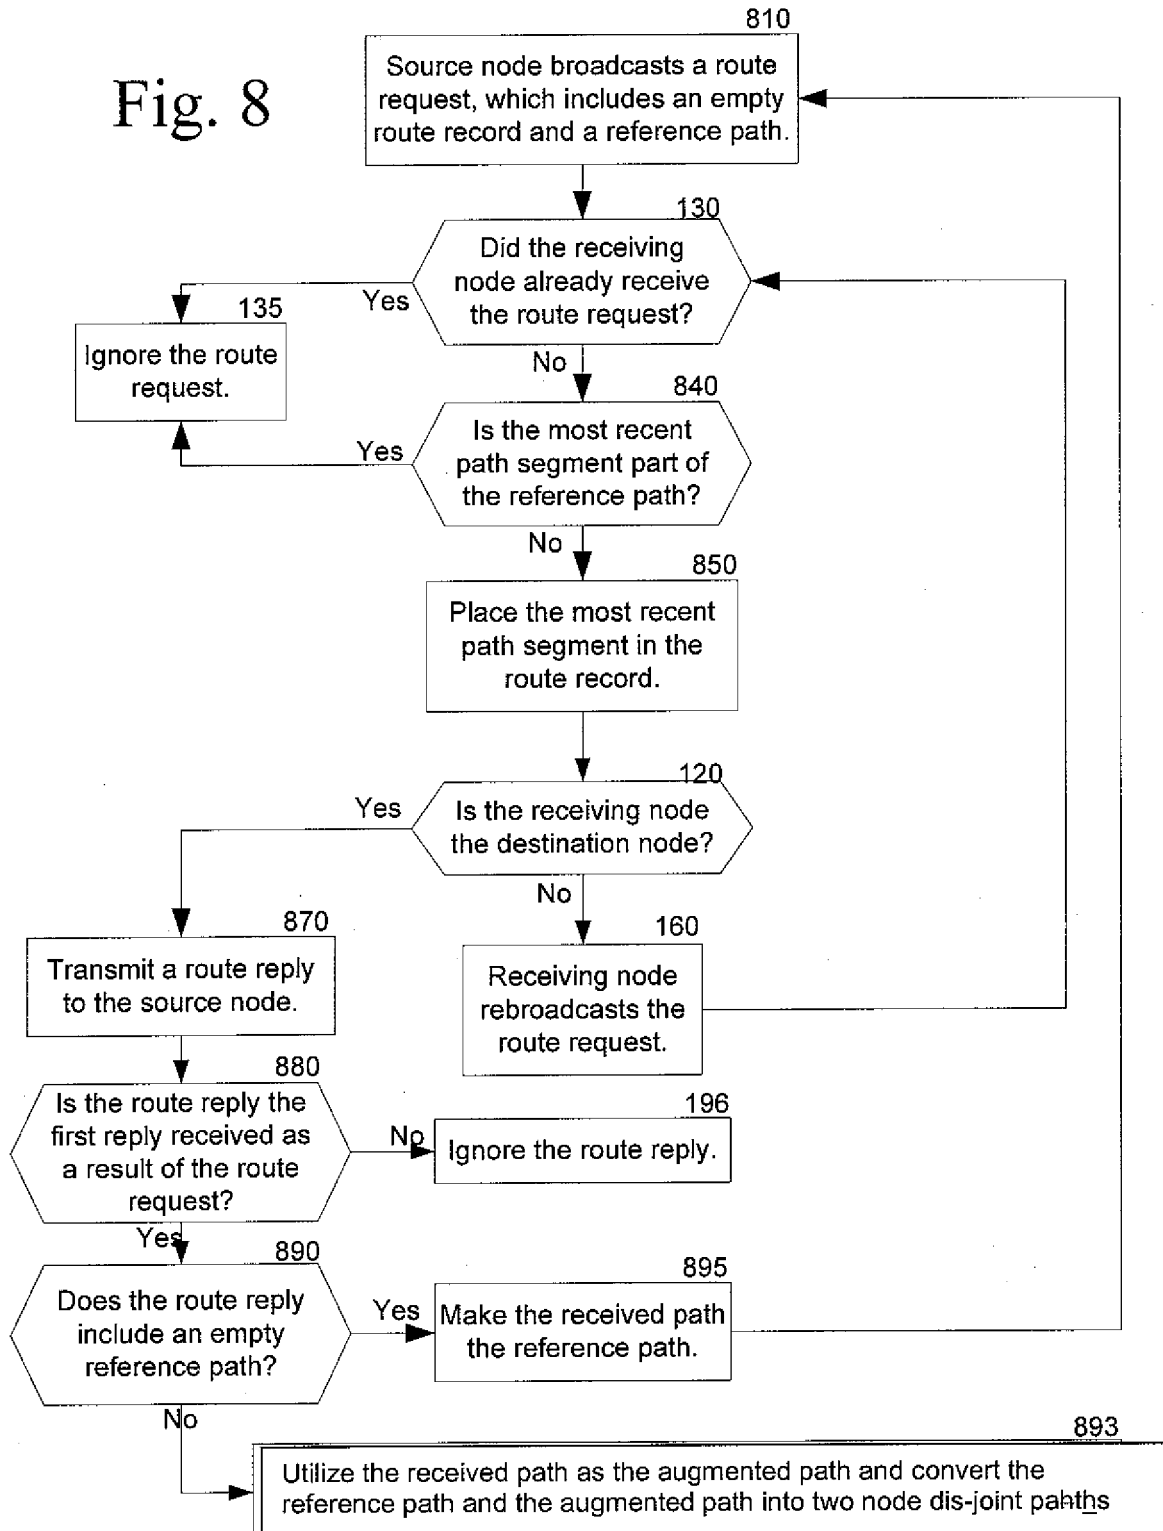 Fig. 8
810
Source node broadcasts a route
request, which includes an empty
route record and a reference path.
130
Did the receiving
node already receive
the route request?
Yes
No
135
Ignore the route
request.
840
Is the most recent
path segment part of
the reference path?
Yes
No
850
Place the most recent
path segment in the
route record.
120
Is the receiving node
the destination node?
Yes
No
870
Transmit a route reply
to the source node.
160
Receiving node
rebroadcasts the
route request.
880
Is the route reply the
first reply received as
a result of the route
request?
No
Yes
196
Ignore the route reply.
890
Does the route reply
include an empty
reference path?
Yes
No
895
Make the received path
the reference path.
893
Utilize the received path as the augmented path and convert the
reference path and the augmented path into two node dis-joint pahths